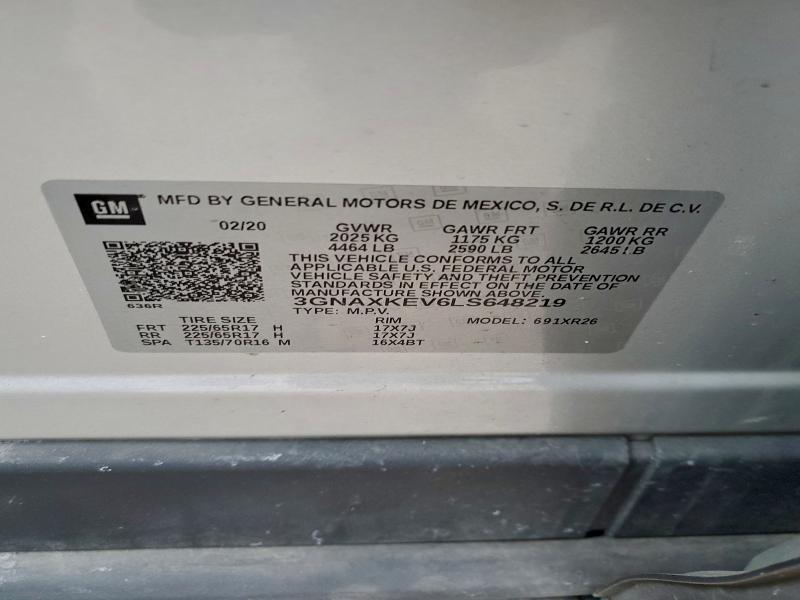 GM MFD BY GENERAL MOTORS DE MEXICO, S. DE R.L. DE C.V.
02/20 GVWR GAWR FRT GAWR RR
2025 KG 1175 KG 1200 KG
4464 LB 2590 LB 2645 LB
THIS VEHICLE CONFORMS TO ALL
APPLICABLE U.S. FEDERAL MOTOR
VEHICLE SAFETY AND THEFT PREVENTION
STANDARDS IN EFFECT ON THE DATE OF
MANUFACTURE SHOWN ABOVE.
636R 3GNAXKEV6LS648219
TYPE: M.P.V. MODEL: 691XR26
TIRE SIZE RIM
FRT 225/65R17 H 17X7J
RR 225/65R17 H 17X7J
SPA T135/70R16 M 16X4BT